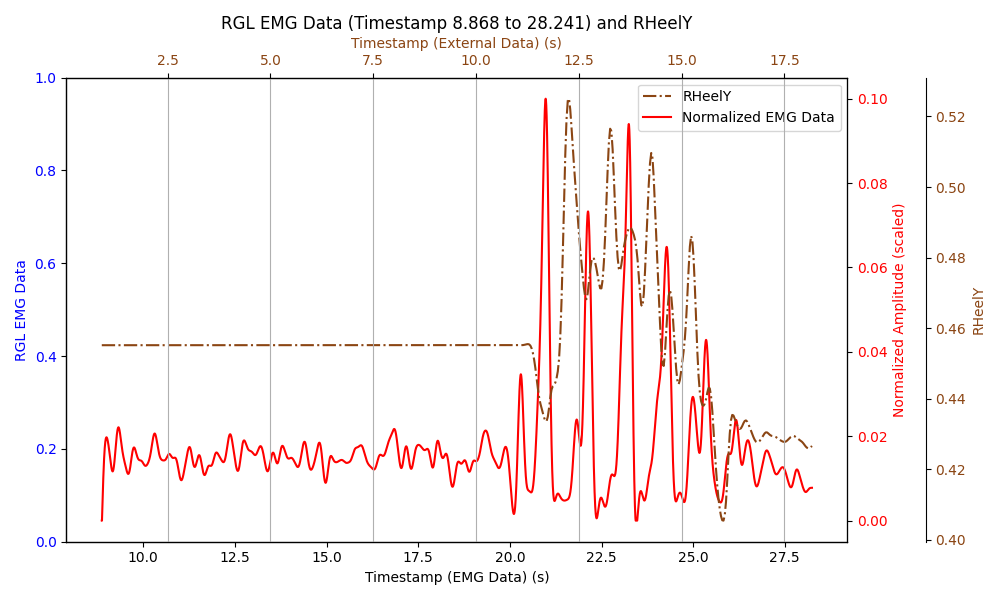 RGL EMG Data (Timestamp 8.868 to 28.241) and RHeelY
Timestamp (External Data) (s)
2.5 5.0 7.5 10.0 12.5 15.0 17.5
RHeelY
Normalized EMG Data
1.0
0.8
0.6
0.4
0.2
0.0
RGL EMG Data
0.10
0.08
0.06
0.04
0.02
0.00
Normalized Amplitude (scaled)
0.52
0.50
0.48
0.46
0.44
0.42
0.40
RHeelY
10.0 12.5 15.0 17.5 20.0 22.5 25.0 27.5
Timestamp (EMG Data) (s)